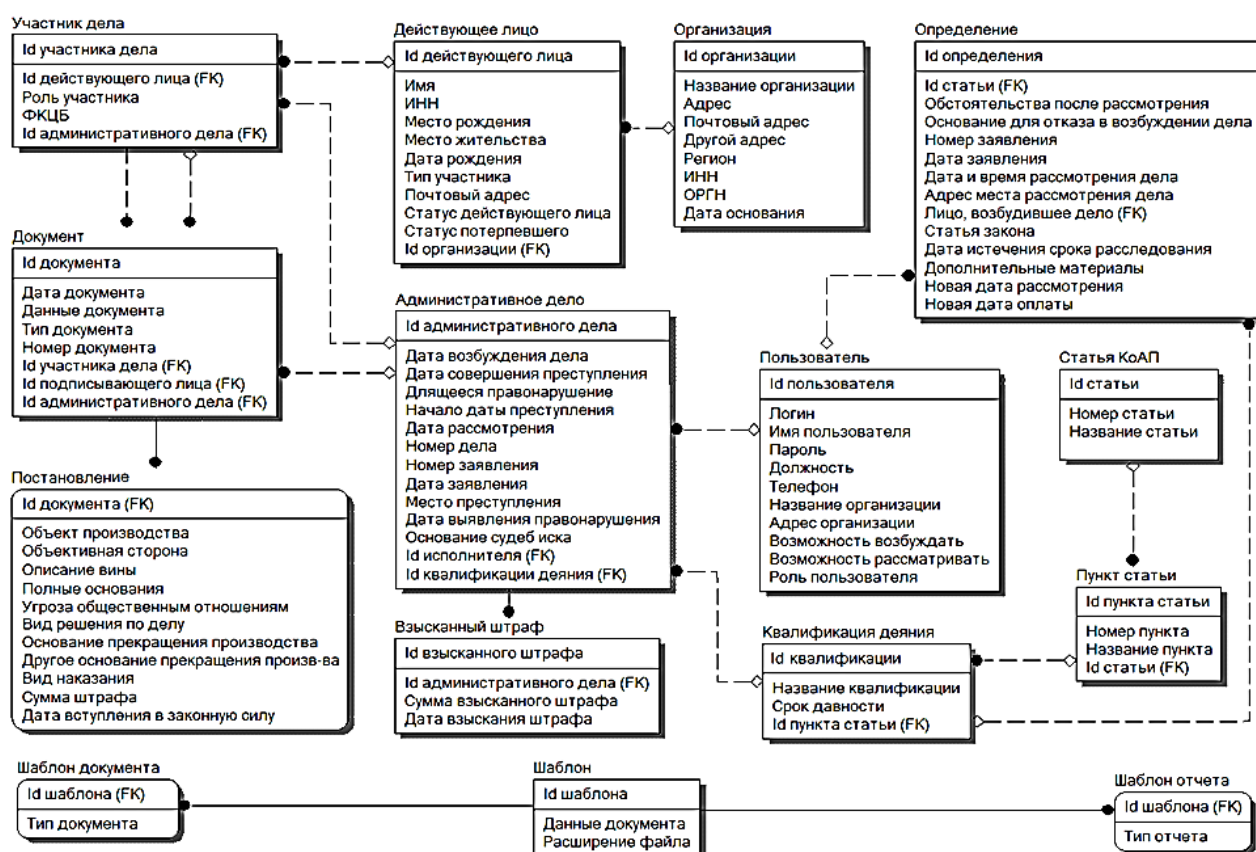 Участник дела
Id участника дела
Id действующего лица (FK)
Роль участника
ФКЦБ
Id административного дела (FK)
Действующее лицо
Id действующего лица
Имя
ИНН
Место рождения
Место жительства
Дата рождения
Тип участника
Почтовый адрес
Статус действующего лица
Статус потерпевшего
Id организации (FK)
Организация
Id организации
Название организации
Адрес
Почтовый адрес
Другой адрес
Регион
ИНН
ОРГН
Дата основания
Определение
Id определения
Id статьи (FK)
Обстоятельства после рассмотрения
Основание для отказа в возбуждении дела
Номер заявления
Дата заявления
Дата и время рассмотрения дела
Адрес места рассмотрения дела
Лицо, возбудившее дело (FK)
Статья закона
Дата истечения срока расследования
Дополнительные материалы
Новая дата рассмотрения
Новая дата оплаты
Документ
Id документа
Дата документа
Данные документа
Тип документа
Номер документа
Id участника дела (FK)
Id подписывающего лица (FK)
Id административного дела (FK)
Административное дело
Id административного дела
Дата возбуждения дела
Дата совершения преступления
Длящееся правонарушение
Начало даты преступления
Дата рассмотрения
Номер дела
Номер заявления
Дата заявления
Место преступления
Дата выявления правонарушения
Основание судеб иска
Id исполнителя (FK)
Id квалификации деяния (FK)
Пользователь
Id пользователя
Логин
Имя пользователя
Пароль
Должность
Телефон
Название организации
Адрес организации
Возможность возбуждать
Возможность рассматривать
Роль пользователя
Статья КоАП
Id статьи
Номер статьи
Название статьи
Постановление
Id документа (FK)
Объект производства
Объективная сторона
Описание вины
Полные основания
Угроза общественным отношениям
Вид решения по делу
Основание прекращения производства
Другое основание прекращения произв-ва
Вид наказания
Сумма штрафа
Дата вступления в законную силу
Взысканный штраф
Id взысканного штрафа
Id административного дела (FK)
Сумма взысканного штрафа
Дата взыскания штрафа
Квалификация деяния
Id квалификации
Название квалификации
Срок давности
Id пункта статьи (FK)
Пункт статьи
Id пункта статьи
Номер пункта
Название пункта
Id статьи (FK)
Шаблон документа
Id шаблона (FK)
Тип документа
Шаблон
Id шаблона
Данные документа
Расширение файла
Шаблон отчета
Id шаблона (FK)
Тип отчета